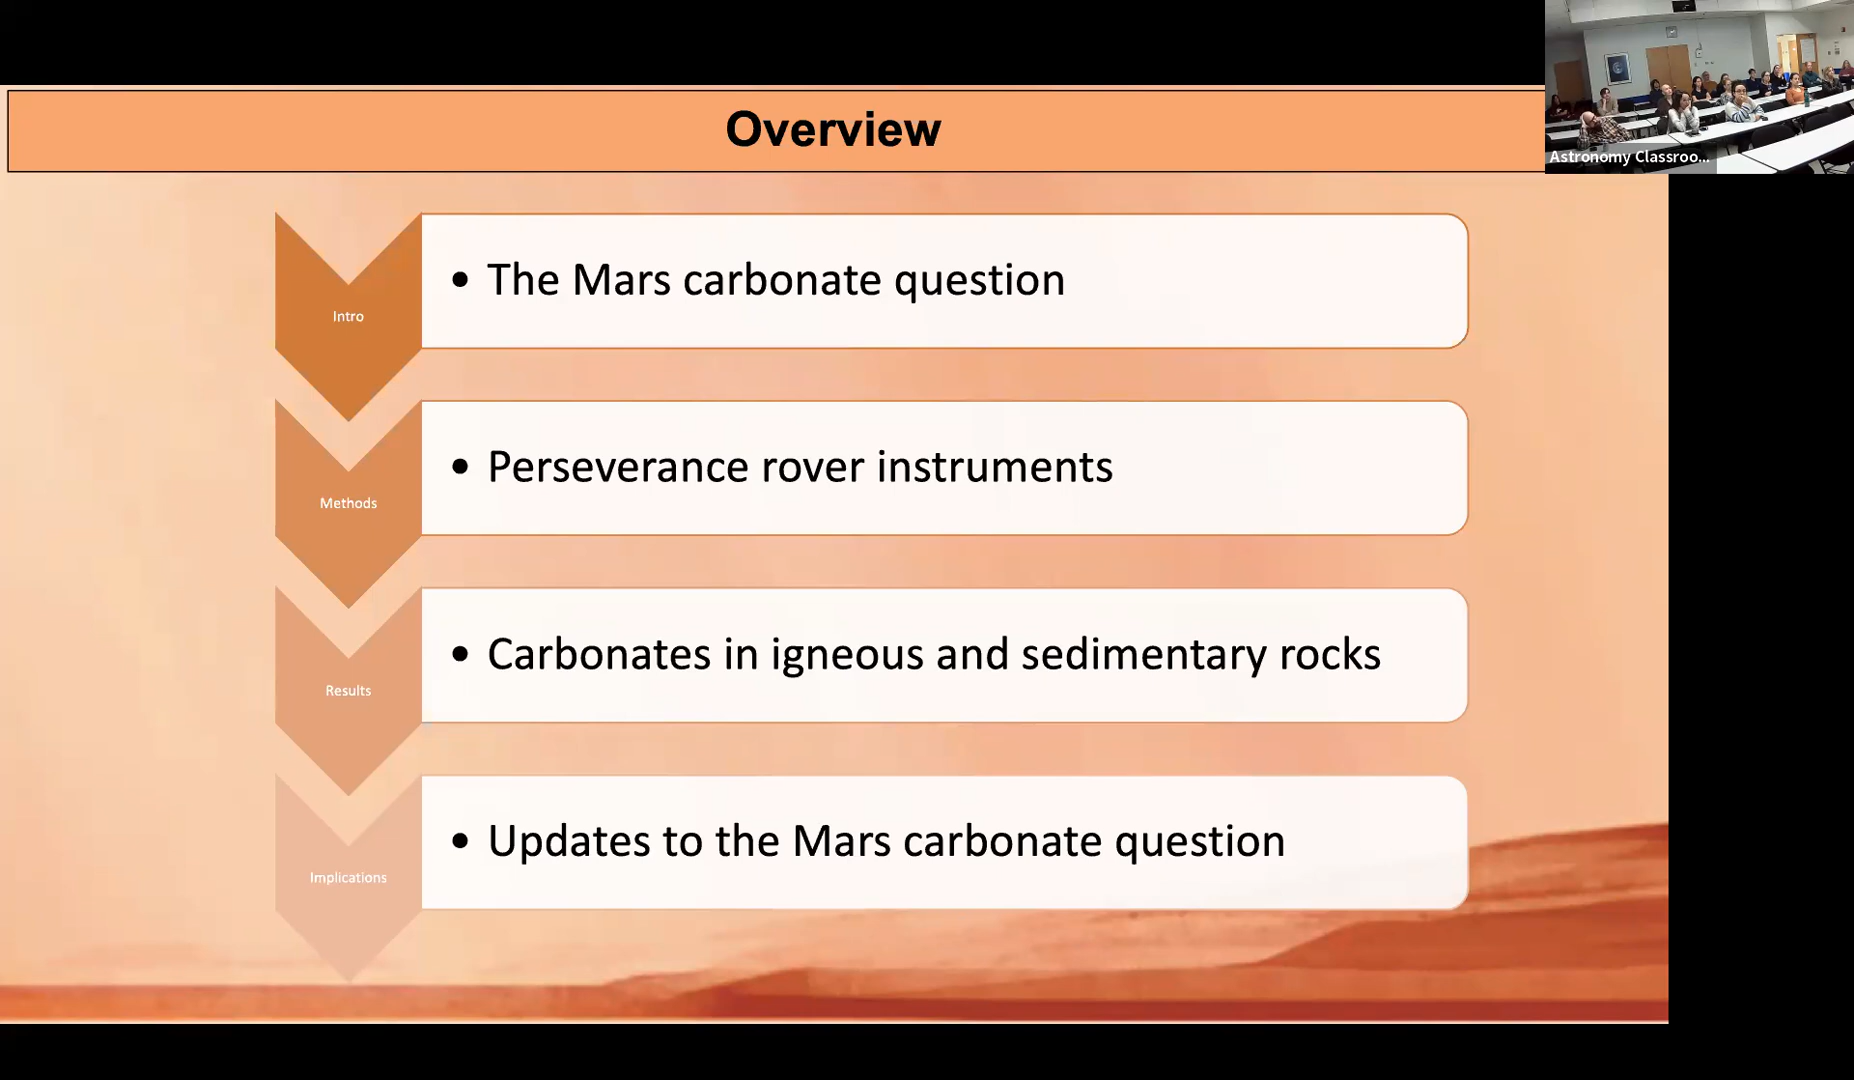 Overview
Astronomy Classroo...
Intro
• The Mars carbonate question
Methods
• Perseverance rover instruments
Results
• Carbonates in igneous and sedimentary rocks
Implications
• Updates to the Mars carbonate question